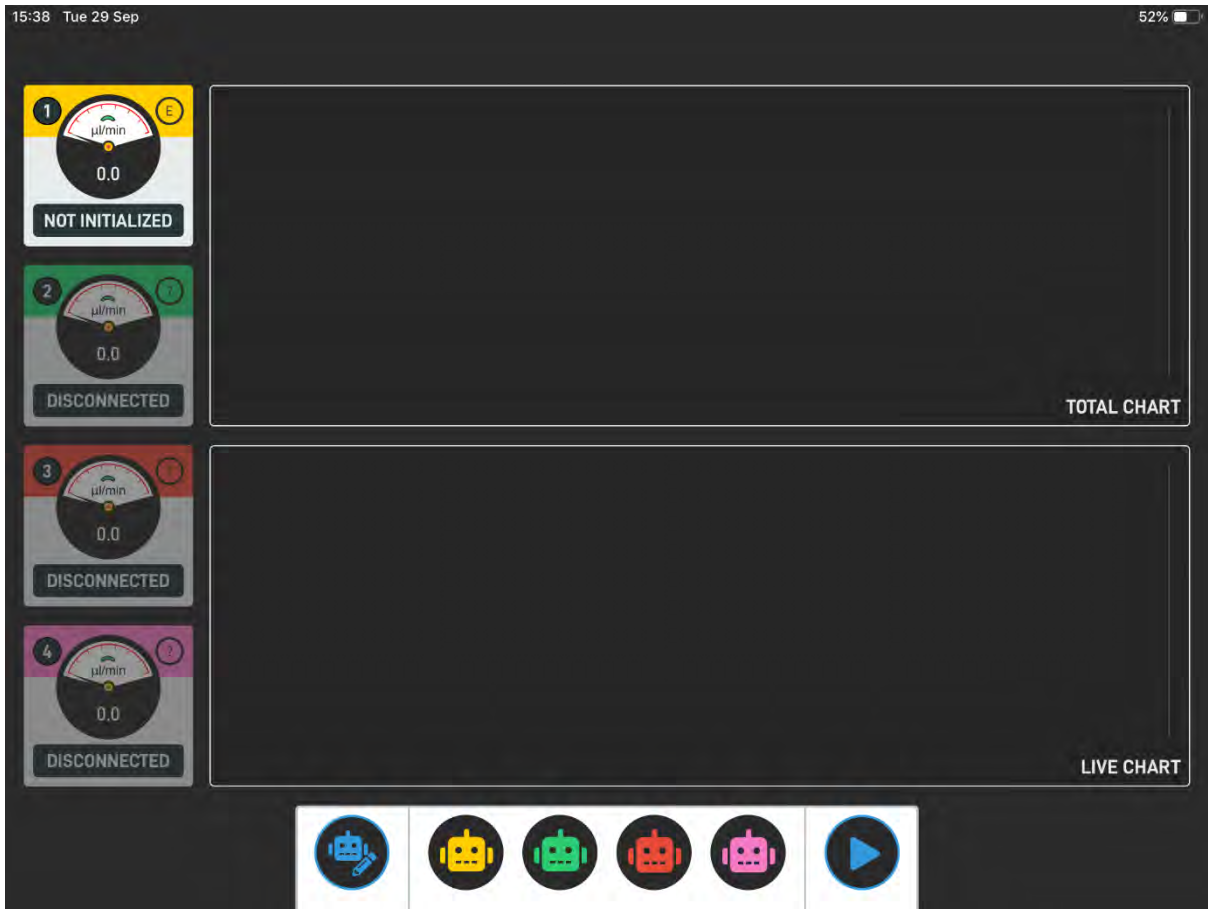 15:38 Tue 29 Sep
52%
1
E
µl/min
0.0
NOT INITIALIZED
2
?
µl/min
0.0
DISCONNECTED
TOTAL CHART
3
?
µl/min
0.0
DISCONNECTED
4
?
µl/min
0.0
DISCONNECTED
LIVE CHART